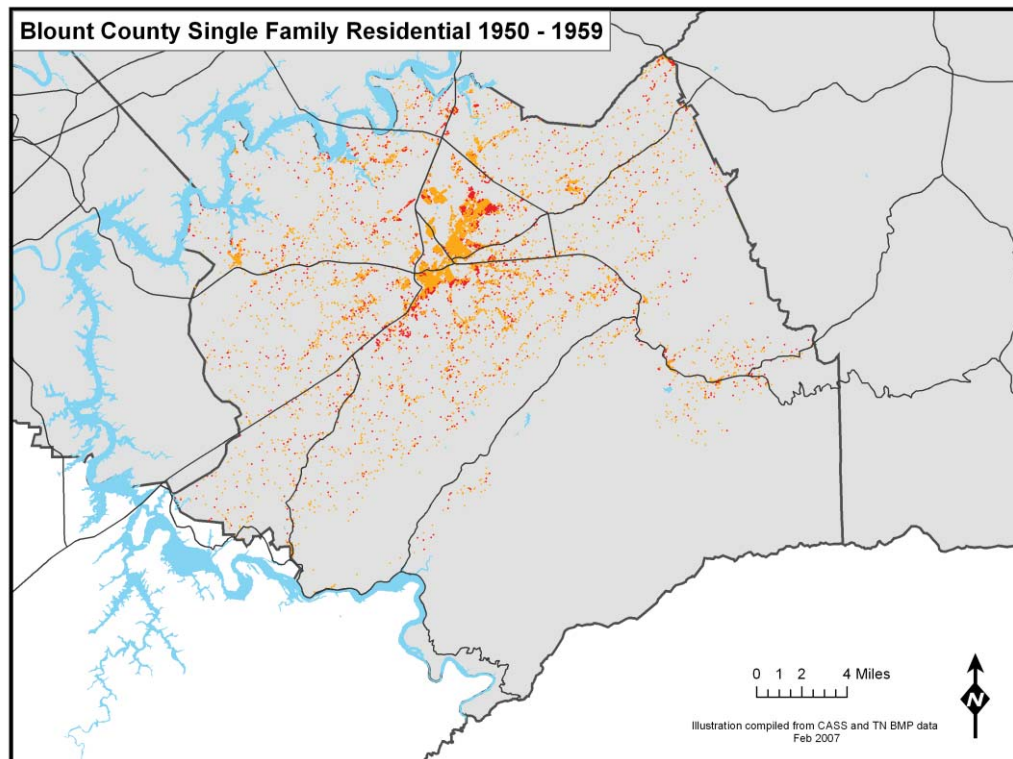 Blount County Single Family Residential 1950 - 1959
0 1 2 4 Miles
N
Illustration compiled from CASS and TN BMP data
Feb 2007